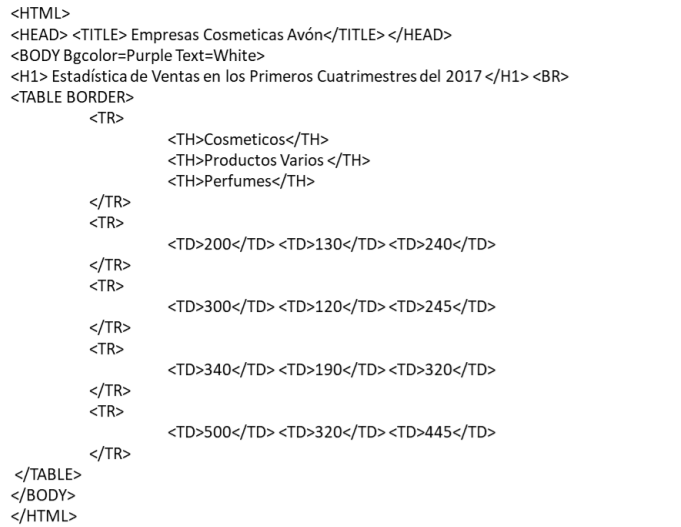 <HTML>
<HEAD> <TITLE> Empresas Cosmeticas Avón</TITLE> </HEAD>
<BODY Bgcolor=Purple Text=White>
<H1> Estadística de Ventas en los Primeros Cuatrimestres del 2017 </H1> <BR>
<TABLE BORDER>
<TR>
<TH>Cosmeticos</TH>
<TH>Productos Varios </TH>
<TH>Perfumes</TH>
</TR>
<TR>
<TD>200</TD> <TD>130</TD> <TD>240</TD>
</TR>
<TR>
<TD>300</TD> <TD>120</TD> <TD>245</TD>
</TR>
<TR>
<TD>340</TD> <TD>190</TD> <TD>320</TD>
</TR>
<TR>
<TD>500</TD> <TD>320</TD> <TD>445</TD>
</TR>
</TABLE>
</BODY>
</HTML>